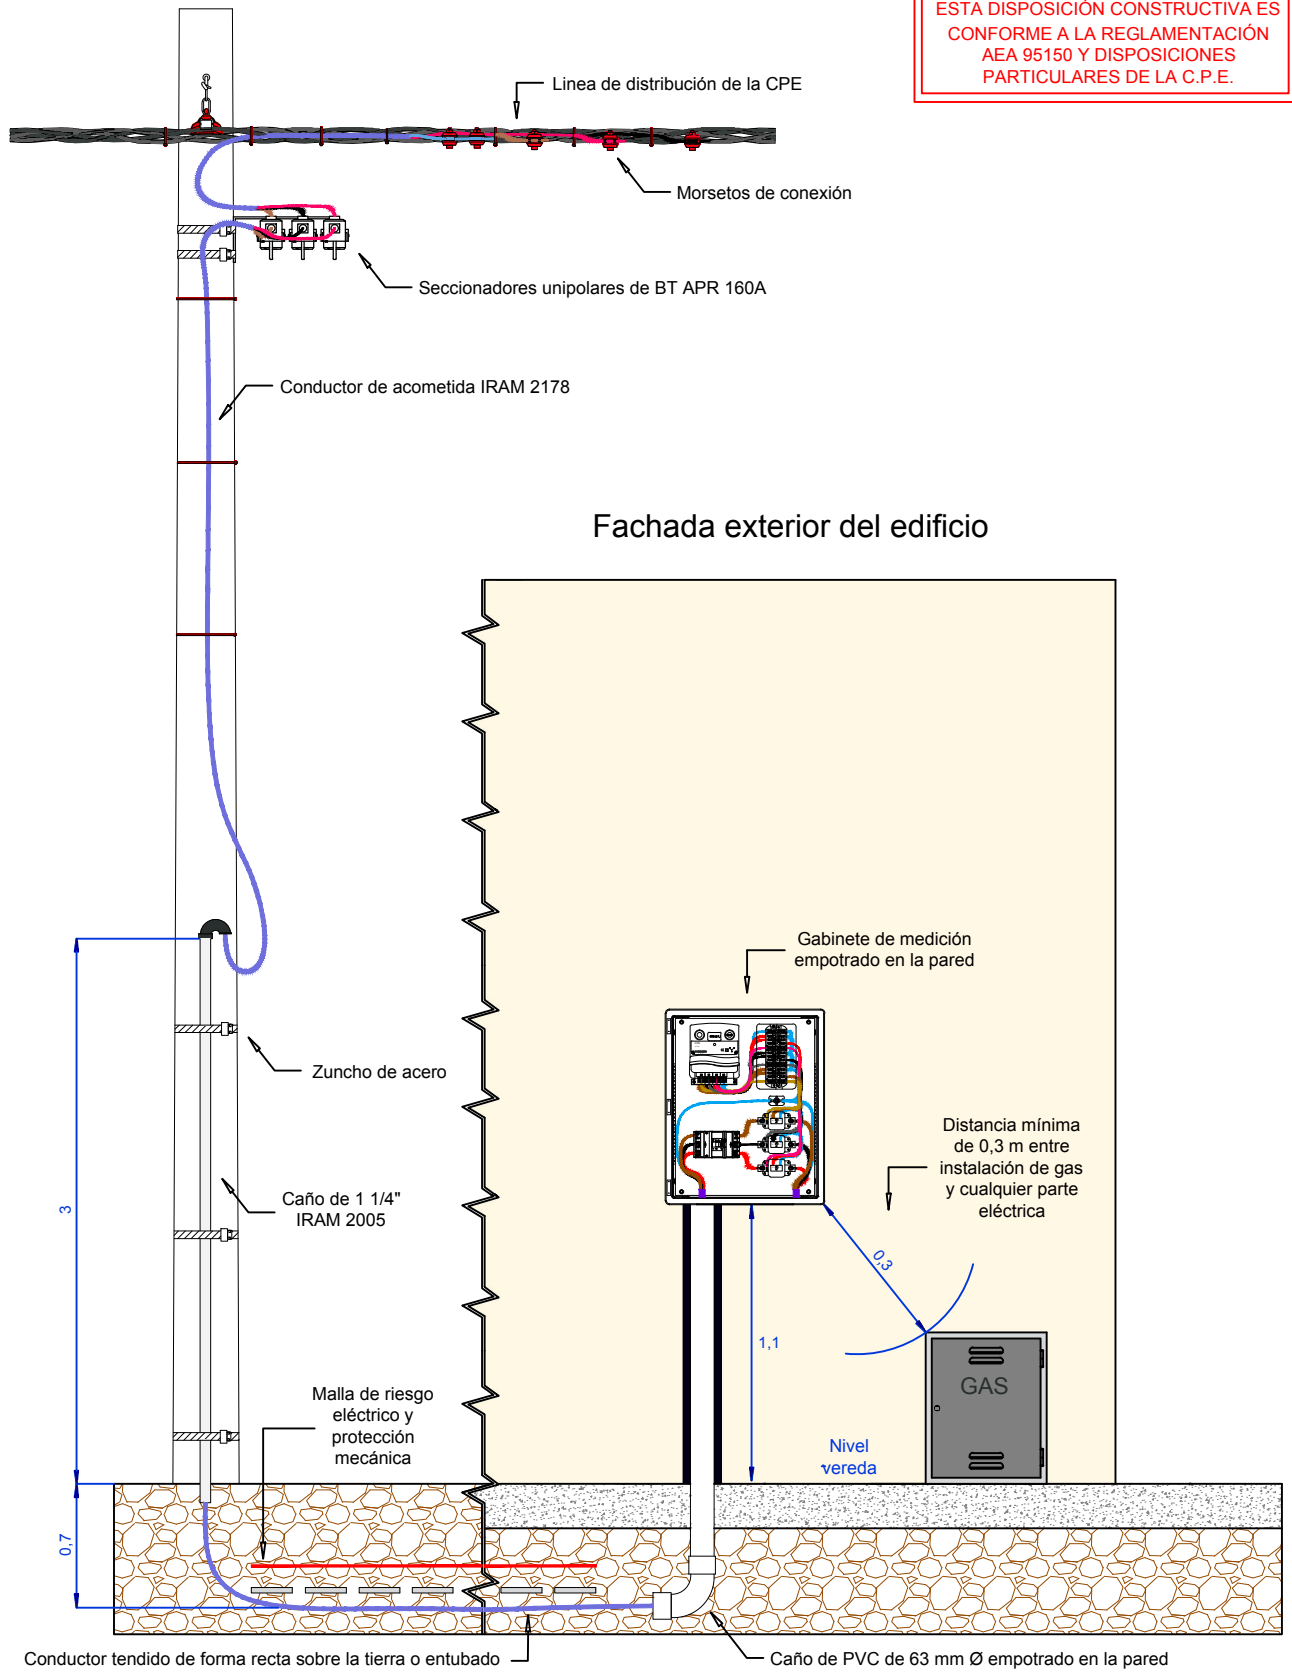 ESTA DISPOSICIÓN CONSTRUCTIVA ES
CONFORME A LA REGLAMENTACIÓN
AEA 95150 Y DISPOSICIONES
PARTICULARES DE LA C.P.E.
Linea de distribución de la CPE
Morsetos de conexión
Seccionadores unipolares de BT APR 160A
Conductor de acometida IRAM 2178
Fachada exterior del edificio
Gabinete de medición
empotrado en la pared
Zuncho de acero
Distancia mínima
de 0,3 m entre
instalación de gas
y cualquier parte
eléctrica
Caño de 1 1/4"
IRAM 2005
3
0,3
1,1
GAS
Malla de riesgo
eléctrico y
protección
mecánica
Nivel
vereda
0,7
Conductor tendido de forma recta sobre la tierra o entubado
Caño de PVC de 63 mm Ø empotrado en la pared